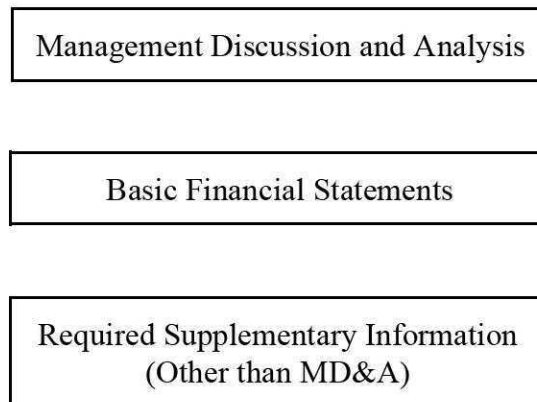 Management Discussion and Analysis
Basic Financial Statements
Required Supplementary Information
(Other than MD&A)